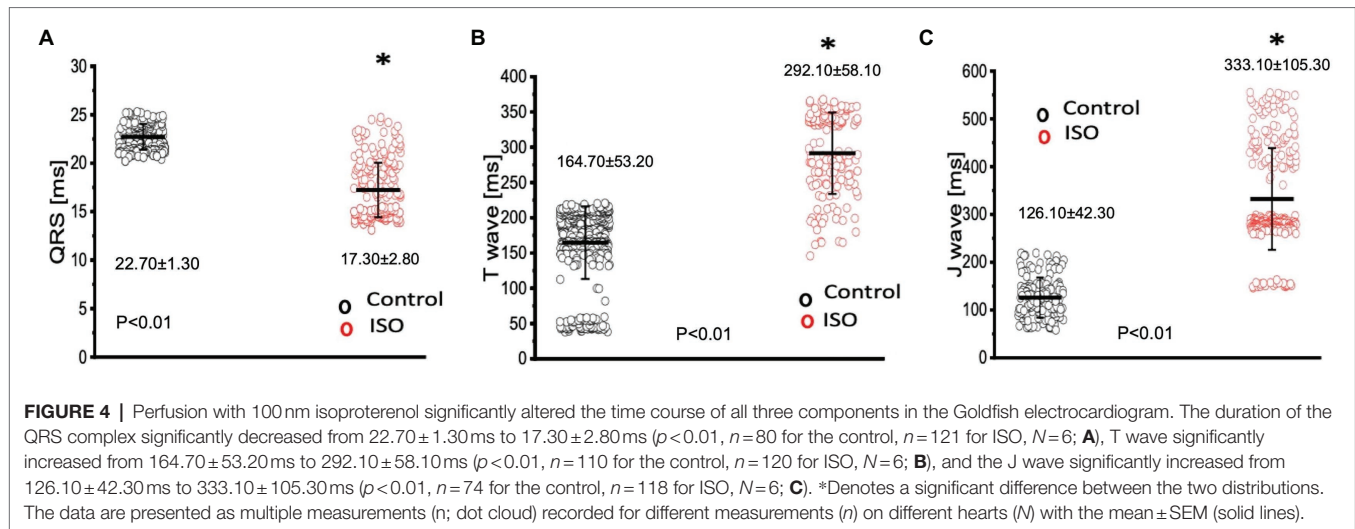 A
*
30
25
20
15
10
5
0
QRS [ms]
22.70±1.30
17.30±2.80
P<0.01
Control
ISO
B
*
292.10±58.10
400
350
300
250
200
150
100
50
0
T wave [ms]
164.70±53.20
Control
ISO
P<0.01
C
*
333.10±105.30
600
500
400
300
200
100
0
J wave [ms]
Control
ISO
126.10±42.30
P<0.01
FIGURE 4 | Perfusion with 100 nm isoproterenol significantly altered the time course of all three components in the Goldfish electrocardiogram. The duration of the
QRS complex significantly decreased from 22.70 ± 1.30 ms to 17.30 ± 2.80 ms (p < 0.01, n = 80 for the control, n = 121 for ISO, N = 6; A), T wave significantly
increased from 164.70 ± 53.20 ms to 292.10 ± 58.10 ms (p < 0.01, n = 110 for the control, n = 120 for ISO, N = 6; B), and the J wave significantly increased from
126.10 ± 42.30 ms to 333.10 ± 105.30 ms (p < 0.01, n = 74 for the control, n = 118 for ISO, N = 6; C). *Denotes a significant difference between the two distributions.
The data are presented as multiple measurements (n; dot cloud) recorded for different measurements (n) on different hearts (N) with the mean ± SEM (solid lines).